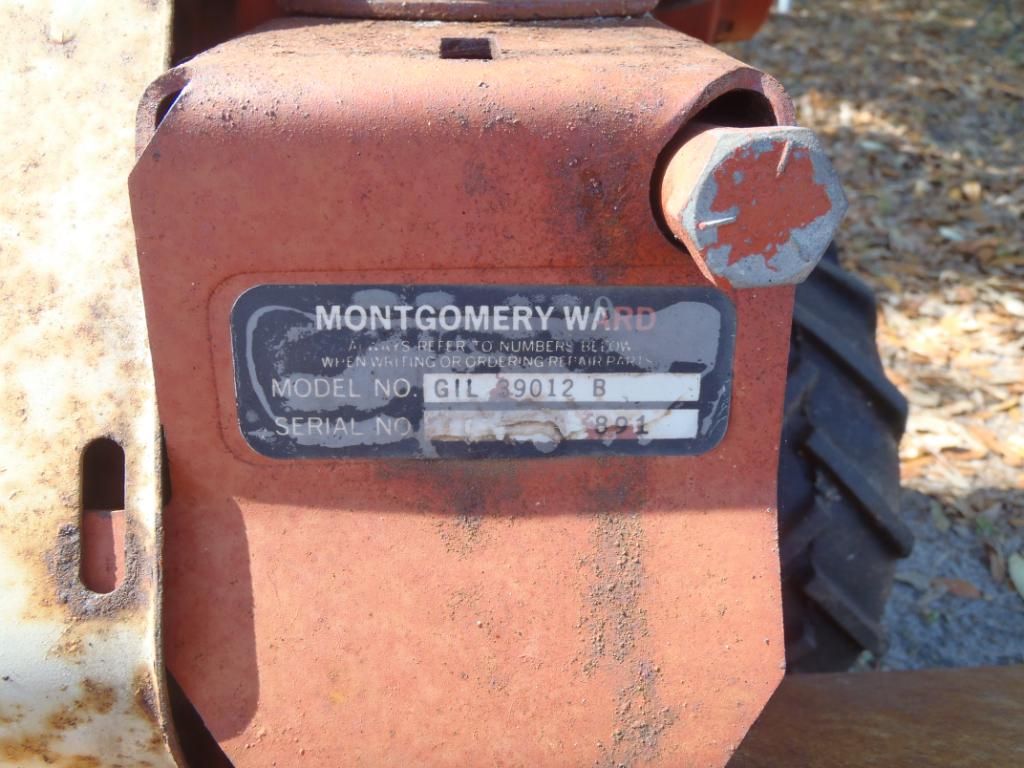 MONTGOMERY WARD
ALWAYS REFER TO NUMBERS BELOW
WHEN WRITING OR ORDERING REPAIR PARTS
MODEL NO. GIL 39012 B
SERIAL NO 891